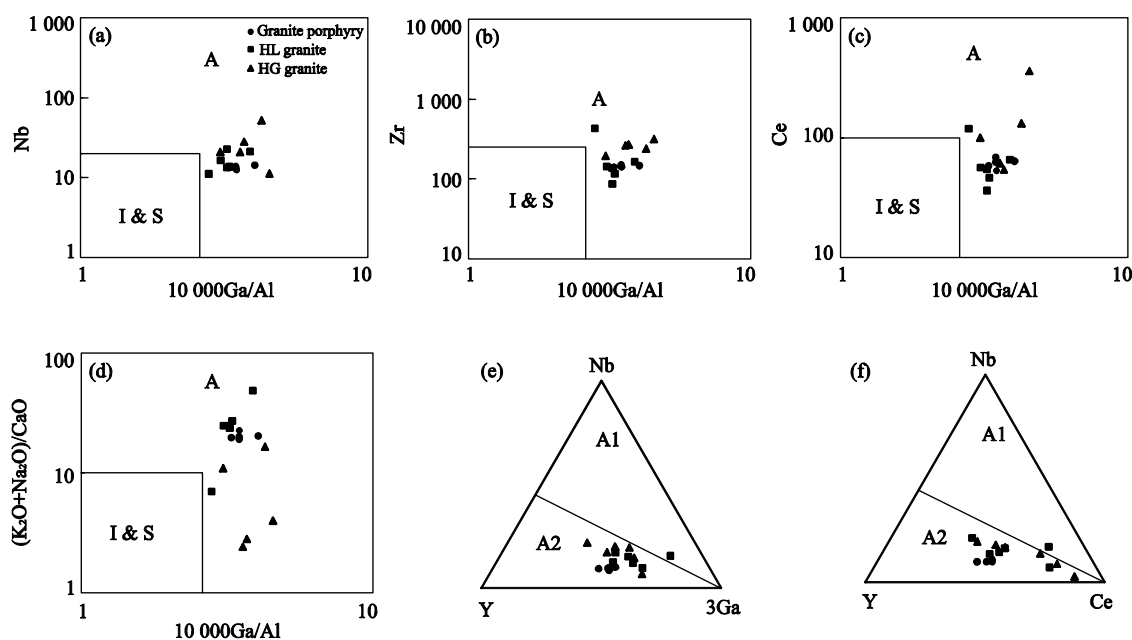 (a)
1 000
100
10
1
Nb
A
Granite porphyry
HL granite
HG granite
I & S
1
10
10 000Ga/Al
(b)
10 000
1 000
100
10
Zr
A
I & S
1
10
10 000Ga/Al
(c)
1 000
100
10
Ce
A
I & S
1
10
10 000Ga/Al
(d)
100
10
1
(K₂O+Na₂O)/CaO
A
I & S
1
10
10 000Ga/Al
(e)
Nb
A1
A2
Y
3Ga
(f)
Nb
A1
A2
Y
Ce